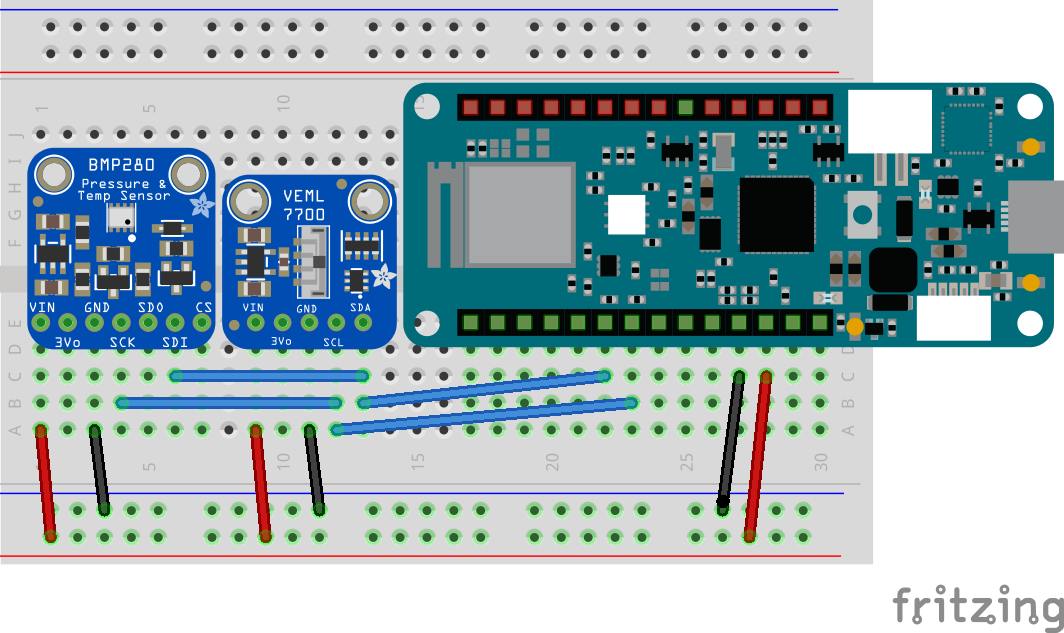 1 5 10 15
J
I
H
G
F
E
D
C
B
A
BMP280
Pressure &
Temp Sensor
VIN GND SDO CS
3Vo SCK SDI
VEML
7700
VIN GND SDA
3Vo SCL
D
C
B
A
5 10 15 20 25 30
fritzing